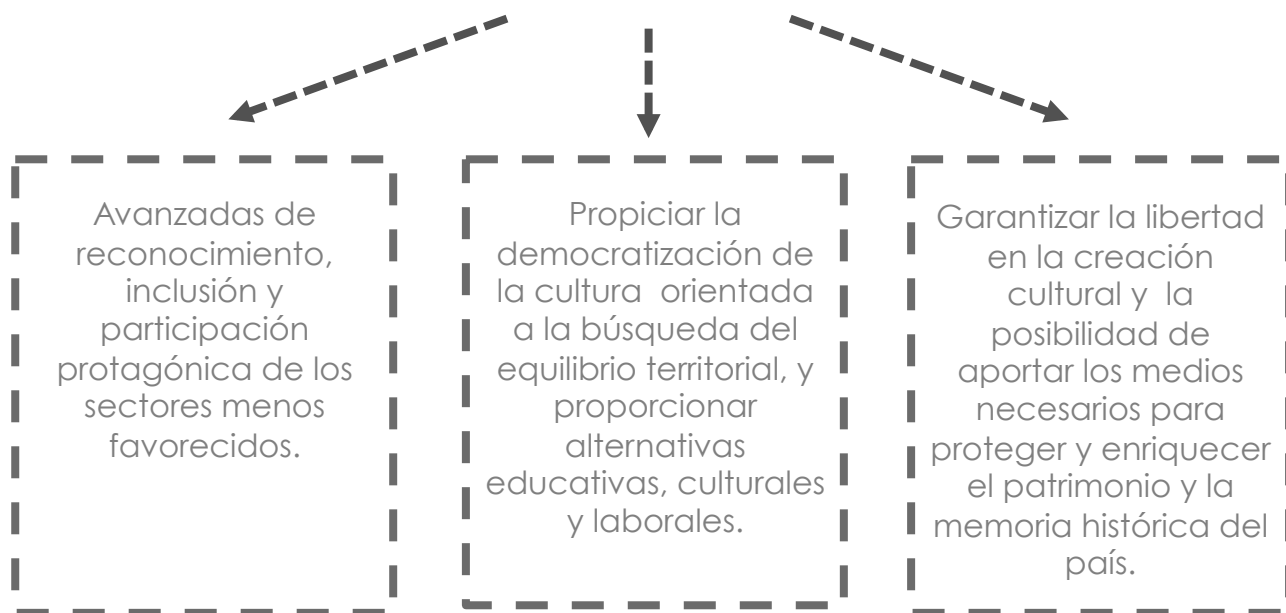 Avanzadas de
reconocimiento,
inclusión y
participación
protagónica de los
sectores menos
favorecidos.
Propiciar la
democratización de
la cultura  orientada
a la búsqueda del
equilibrio territorial, y
proporcionar
alternativas
educativas, culturales
y laborales.
Garantizar la libertad
en la creación
cultural y  la
posibilidad de
aportar los medios
necesarios para
proteger y enriquecer
el patrimonio y la
memoria histórica del
país.